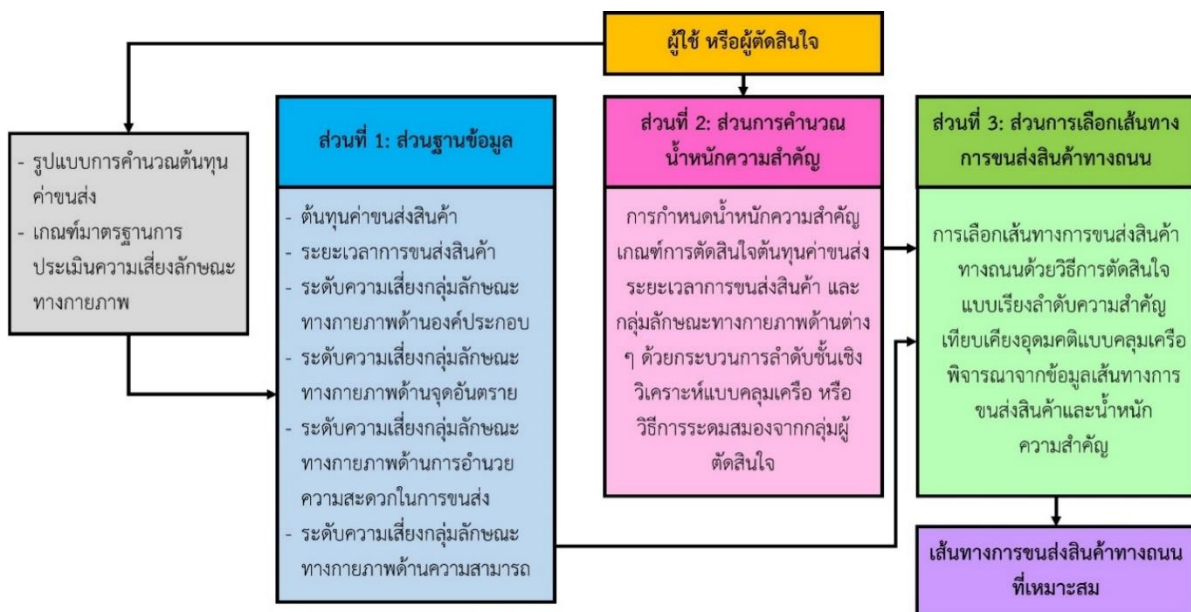 ผู้ใช้ หรือผู้ตัดสินใจ
- รูปแบบการคำนวณต้นทุน
ค่าขนส่ง
- เกณฑ์มาตรฐานการ
ประเมินความเสี่ยงลักษณะ
ทางกายภาพ
ส่วนที่ 1: ส่วนฐานข้อมูล
- ต้นทุนค่าขนส่งสินค้า
- ระยะเวลาการขนส่งสินค้า
- ระดับความเสี่ยงกลุ่มลักษณะ
ทางกายภาพด้านองค์ประกอบ
- ระดับความเสี่ยงกลุ่มลักษณะ
ทางกายภาพด้านจุดอันตราย
- ระดับความเสี่ยงกลุ่มลักษณะ
ทางกายภาพด้านการอำนวย
ความสะดวกในการขนส่ง
- ระดับความเสี่ยงกลุ่มลักษณะ
ทางกายภาพด้านความสามารถ
ส่วนที่ 2: ส่วนการคำนวณ
น้ำหนักความสำคัญ
การกำหนดน้ำหนักความสำคัญ
เกณฑ์การตัดสินใจต้นทุนค่าขนส่ง
ระยะเวลาการขนส่งสินค้า และ
กลุ่มลักษณะทางกายภาพด้านต่าง
ๆ ด้วยกระบวนการลำดับชั้นเชิง
วิเคราะห์แบบคลุมเครือ หรือ
วิธีการระดมสมองจากกลุ่มผู้
ตัดสินใจ
ส่วนที่ 3: ส่วนการเลือกเส้นทาง
การขนส่งสินค้าทางถนน
การเลือกเส้นทางการขนส่งสินค้า
ทางถนนด้วยวิธีการตัดสินใจ
แบบเรียงลำดับความสำคัญ
เทียบเคียงอุดมคติแบบคลุมเครือ
พิจารณาจากข้อมูลเส้นทางการ
ขนส่งสินค้าและน้ำหนัก
ความสำคัญ
เส้นทางการขนส่งสินค้าทางถนน
ที่เหมาะสม